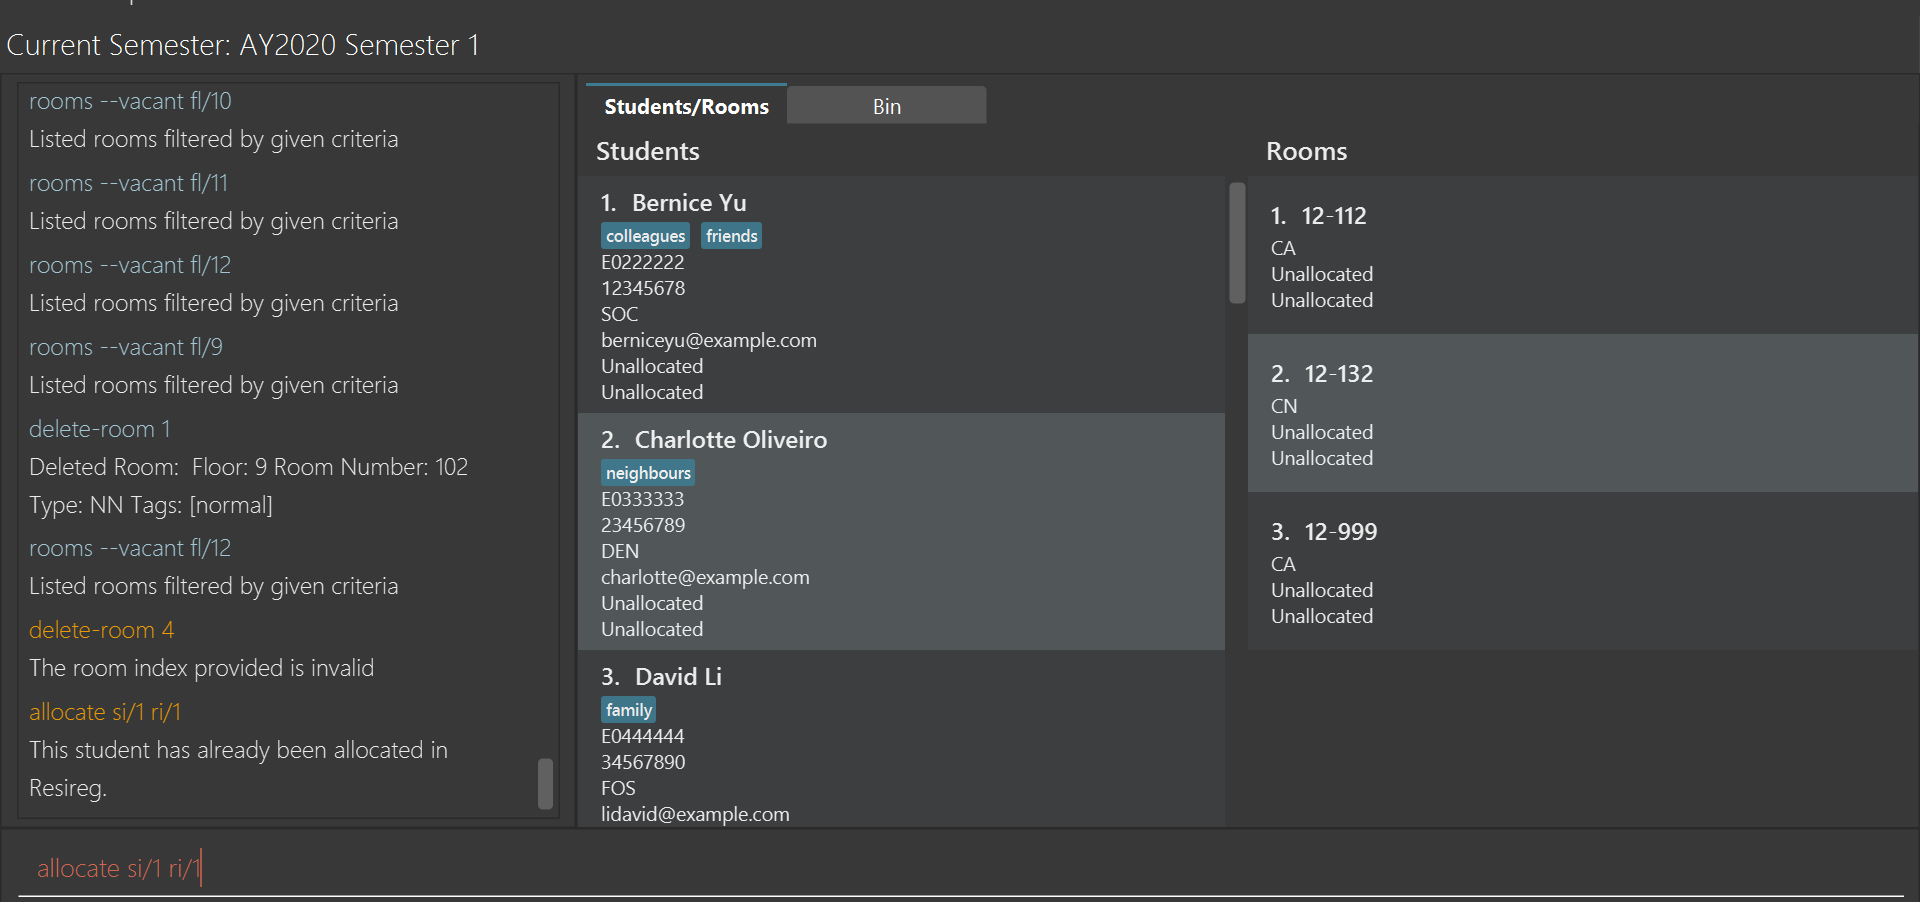 Current Semester: AY2020 Semester 1
rooms --vacant fl/10
Listed rooms filtered by given criteria
rooms --vacant fl/11
Listed rooms filtered by given criteria
rooms --vacant fl/12
Listed rooms filtered by given criteria
rooms --vacant fl/9
Listed rooms filtered by given criteria
delete-room 1
Deleted Room:  Floor: 9 Room Number: 102
Type: NN Tags: [normal]
rooms --vacant fl/12
Listed rooms filtered by given criteria
delete-room 4
The room index provided is invalid
allocate si/1 ri/1
This student has already been allocated in
Resireg.
Students/Rooms
Bin
Students
1. Bernice Yu
colleagues friends
E0222222
12345678
SOC
berniceyu@example.com
Unallocated
Unallocated
2. Charlotte Oliveiro
neighbours
E0333333
23456789
DEN
charlotte@example.com
Unallocated
Unallocated
3. David Li
family
E0444444
34567890
FOS
lidavid@example.com
Rooms
1. 12-112
CA
Unallocated
Unallocated
2. 12-132
CN
Unallocated
Unallocated
3. 12-999
CA
Unallocated
Unallocated
allocate si/1 ri/1